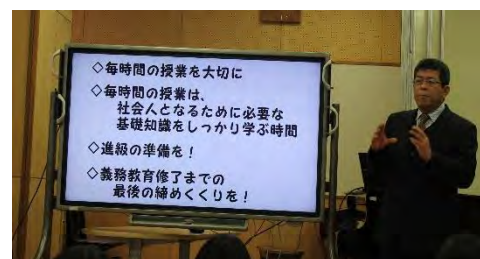 ◇毎時間の授業を大切に
◇毎時間の授業は、
社会人となるために必要な
基礎知識をしっかり学ぶ時間
◇進級の準備を！
◇義務教育修了までの
最後の締めくくりを！